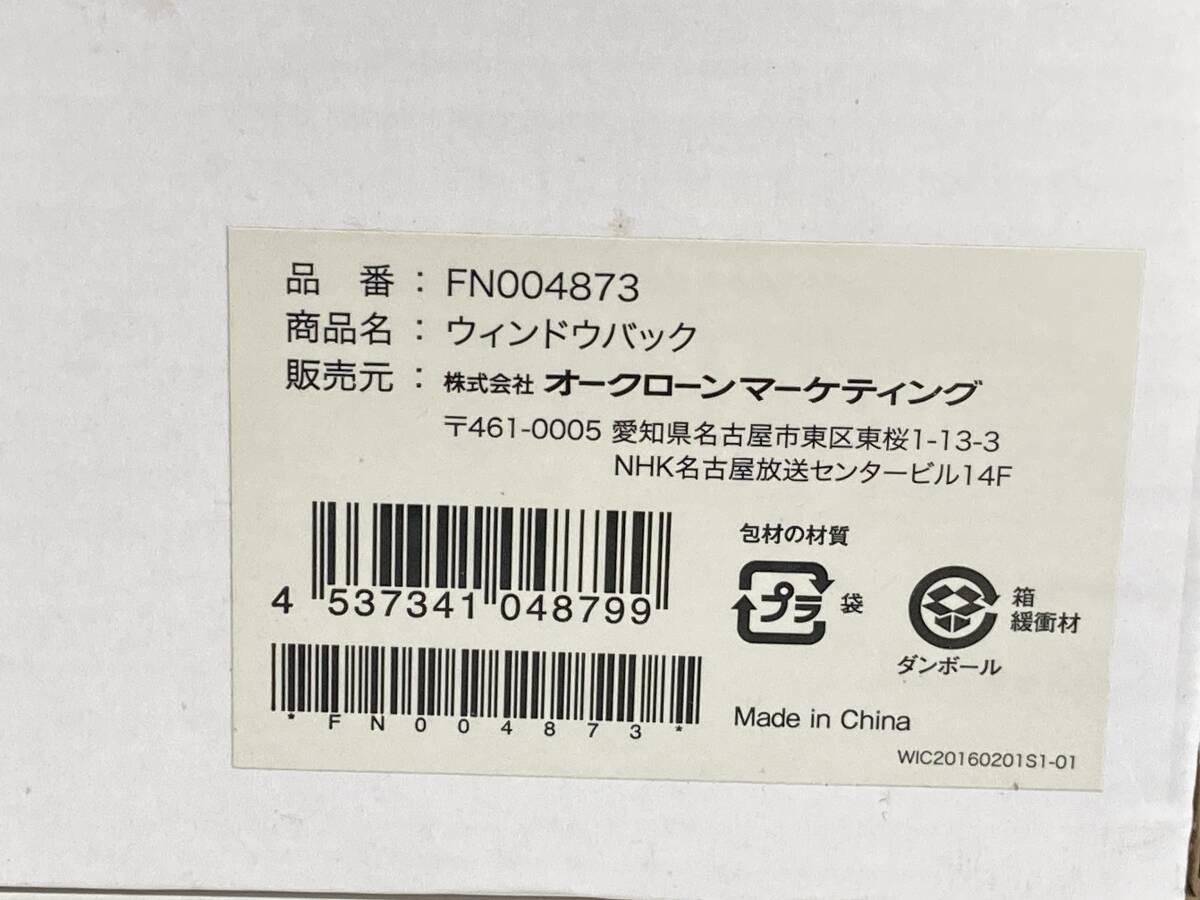 品　番：FN004873
商品名：ウィンドウバック
販売元：株式会社 オークローンマーケティング
〒461-0005 愛知県名古屋市東区東桜1-13-3
NHK名古屋放送センタービル14F
4 537341 048799
*FN004873*
包材の材質
プラ 袋
箱
緩衝材
ダンボール
Made in China
WIC20160201S1-01